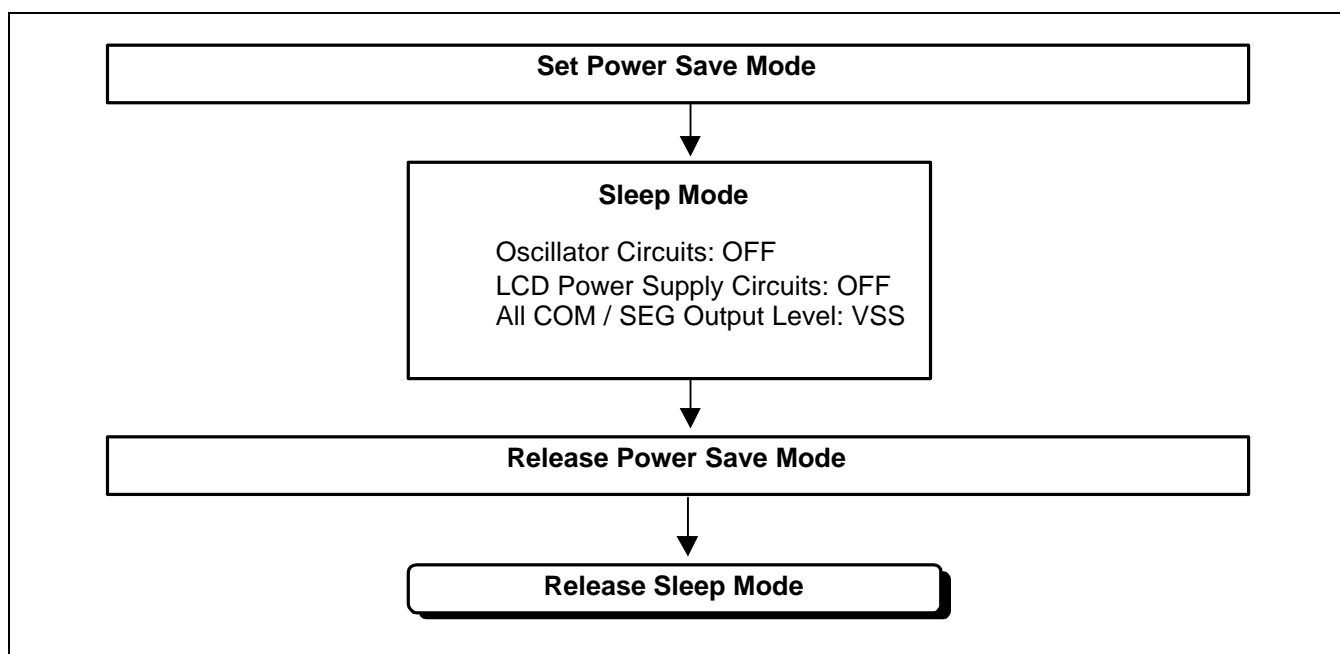 Set Power Save Mode
Sleep Mode
Oscillator Circuits: OFF
LCD Power Supply Circuits: OFF
All COM / SEG Output Level: VSS
Release Power Save Mode
Release Sleep Mode